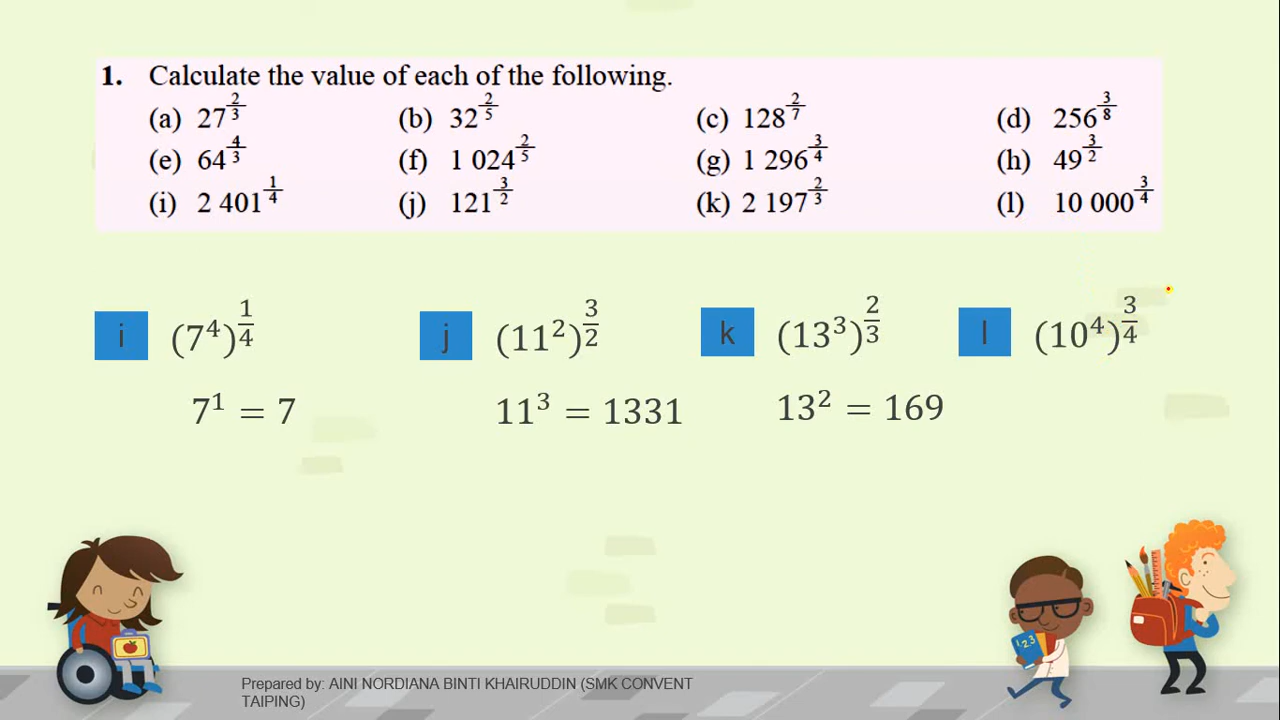 1. Calculate the value of each of the following.
(a) 27^{2/3} (b) 32^{2/5} (c) 128^{2/7} (d) 256^{3/8}
(e) 64^{4/3} (f) 1 024^{2/5} (g) 1 296^{3/4} (h) 49^{3/2}
(i) 2 401^{1/4} (j) 121^{3/2} (k) 2 197^{2/3} (l) 10 000^{3/4}
i (7^4)^{1/4} j (11^2)^{3/2} k (13^3)^{2/3} l (10^4)^{3/4}
7^1 = 7 11^3 = 1331 13^2 = 169
1 2 3
Prepared by: AIN NORDIANA BINTI KHAIRUDDIN (SMK CONVENT
TAIPING)